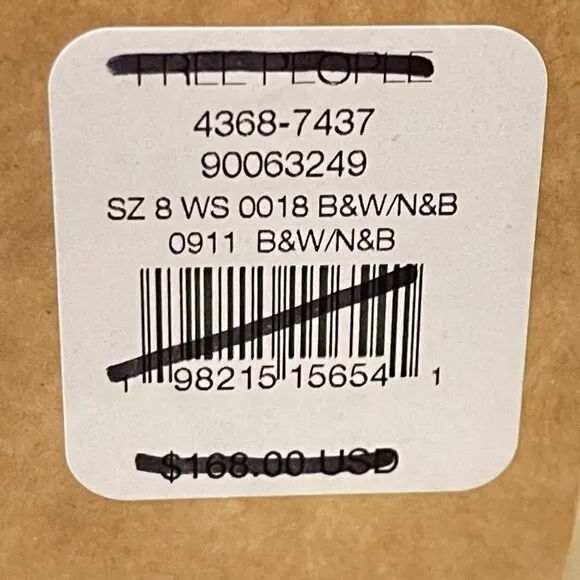 FREE PEOPLE
4368-7437
90063249
SZ 8 WS 0018 B&W/N&B
0911 B&W/N&B
1 98215 15654 1
$168.00 USD